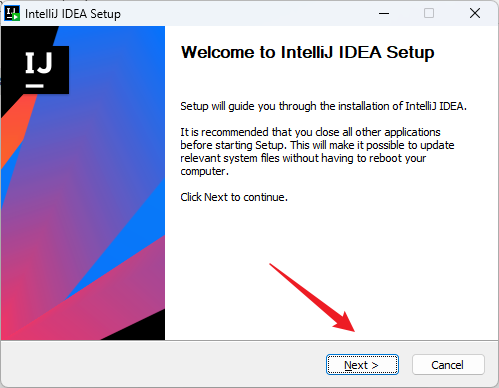 IntelliJ IDEA Setup
IJ
Welcome to IntelliJ IDEA Setup
Setup will guide you through the installation of IntelliJ IDEA.
It is recommended that you close all other applications
before starting Setup. This will make it possible to update
relevant system files without having to reboot your
computer.
Click Next to continue.
Next >
Cancel